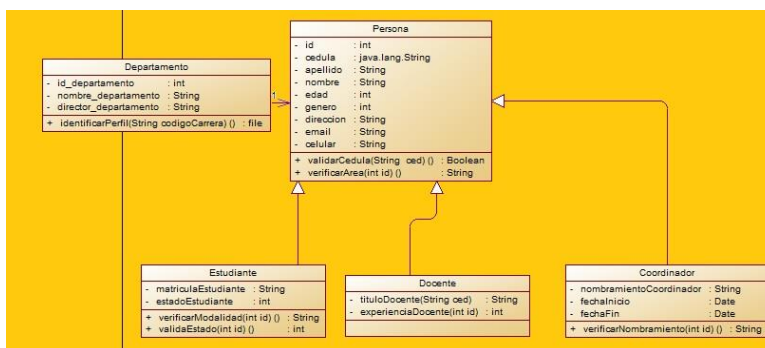 Persona
- id : int
- cedula : java.lang.String
- apellido : String
- nombre : String
- edad : int
- genero : int
- direccion : String
- email : String
- celular : String
+ validarCedula(String ced) () : Boolean
+ verificarArea(int id) () : String
Departamento
- id_departamento : int
- nombre_departamento : String
- director_departamento : String
+ identificarPerfil(String codigoCarrera) () : file
1
Estudiante
- matriculaEstudiante : String
- estadoEstudiante : int
+ verificarModalidad(int id) () : String
+ validaEstado(int id) () : int
Docente
- tituloDocente(String ced) : String
- experienciaDocente(int id) : int
Coordinador
- nombramientoCoordinador : String
- fechaInicio : Date
- fechaFin : Date
+ verificarNombramiento(int id) () : String